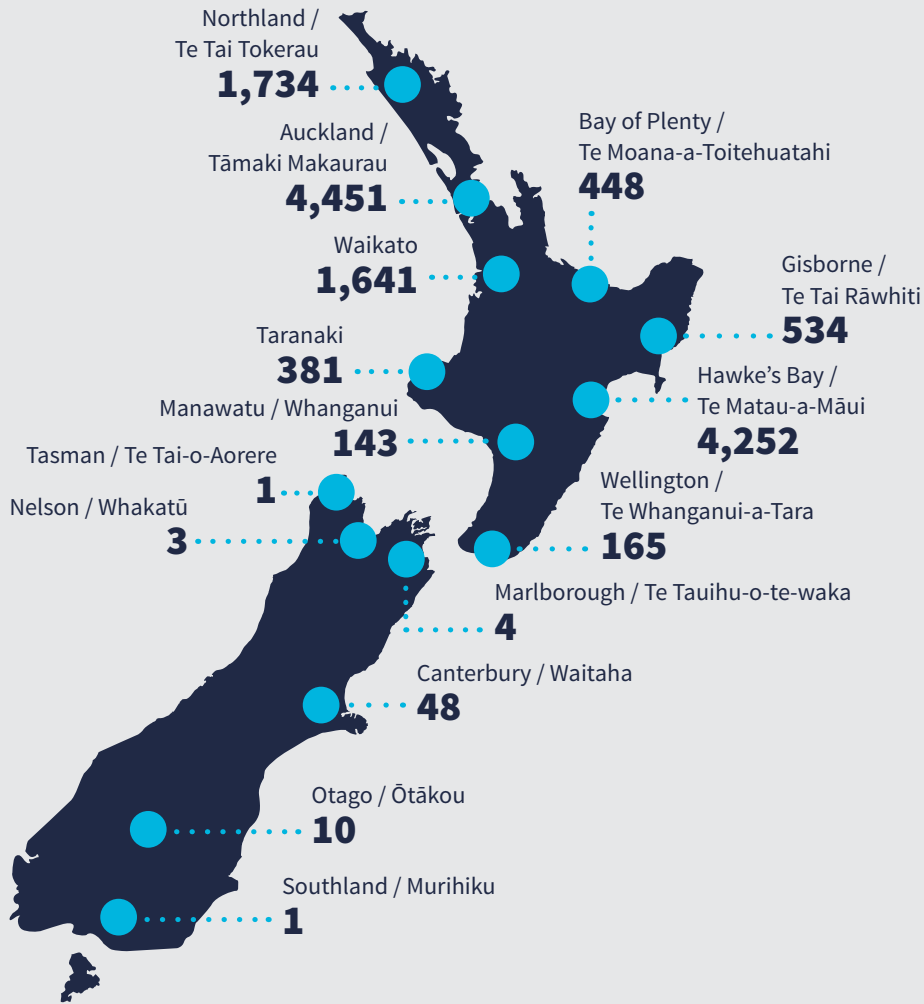 Northland /
Te Tai Tokerau
1,734
Auckland /
Tāmaki Makaurau
4,451
Bay of Plenty /
Te Moana-a-Toitehuatahi
448
Waikato
1,641
Gisborne /
Te Tai Rāwhiti
534
Taranaki
381
Hawke’s Bay /
Te Matau-a-Māui
4,252
Manawatu / Whanganui
143
Tasman / Te Tai-o-Aorere
1
Nelson / Whakatū
3
Wellington /
Te Whanganui-a-Tara
165
Marlborough / Te Tauihu-o-te-waka
4
Canterbury / Waitaha
48
Otago / Ōtākou
10
Southland / Murihiku
1